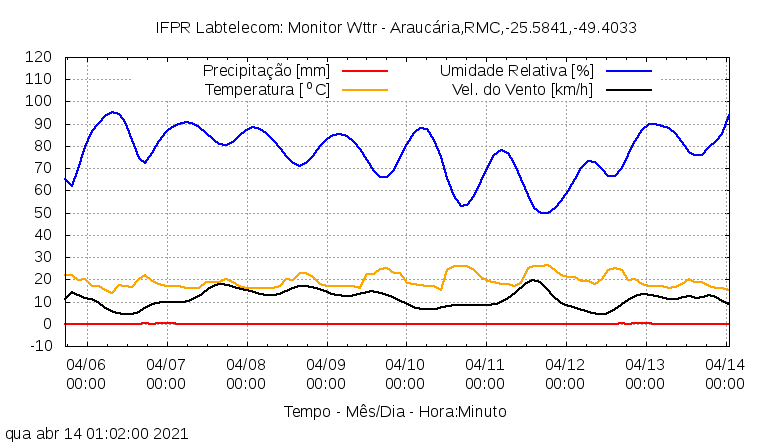 IFPR Labtelecom: Monitor Wttr - Araucária,RMC,-25.5841,-49.4033
120
110
100
90
80
70
60
50
40
30
20
10
0
-10
Precipitação [mm]
Temperatura [⁰C]
Umidade Relativa [%]
Vel. do Vento [km/h]
04/06 04/07 04/08 04/09 04/10 04/11 04/12 04/13 04/14
00:00 00:00 00:00 00:00 00:00 00:00 00:00 00:00 00:00
Tempo - Mês/Dia - Hora:Minuto
qua abr 14 01:02:00 2021